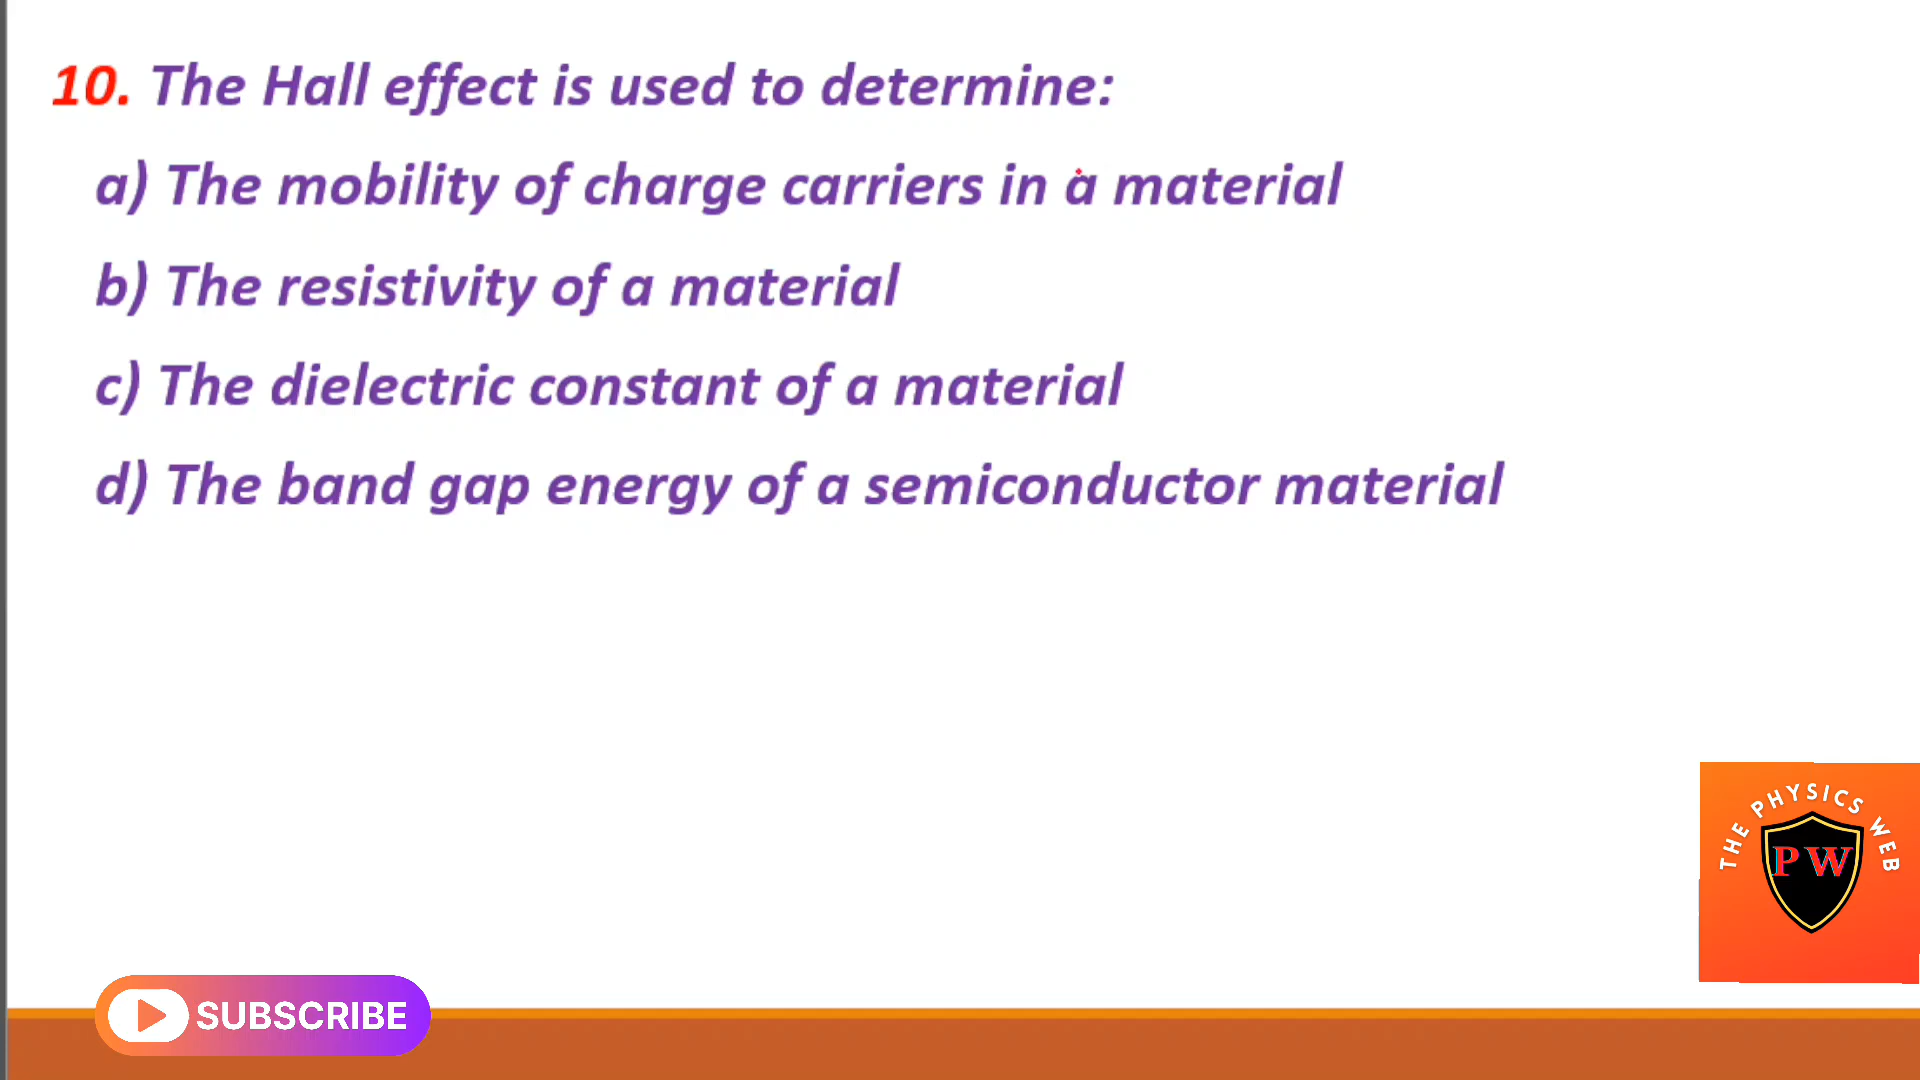 10. The Hall effect is used to determine:
a) The mobility of charge carriers in a material
b) The resistivity of a material
c) The dielectric constant of a material
d) The band gap energy of a semiconductor material
THE PHYSICS WEB
PW
SUBSCRIBE